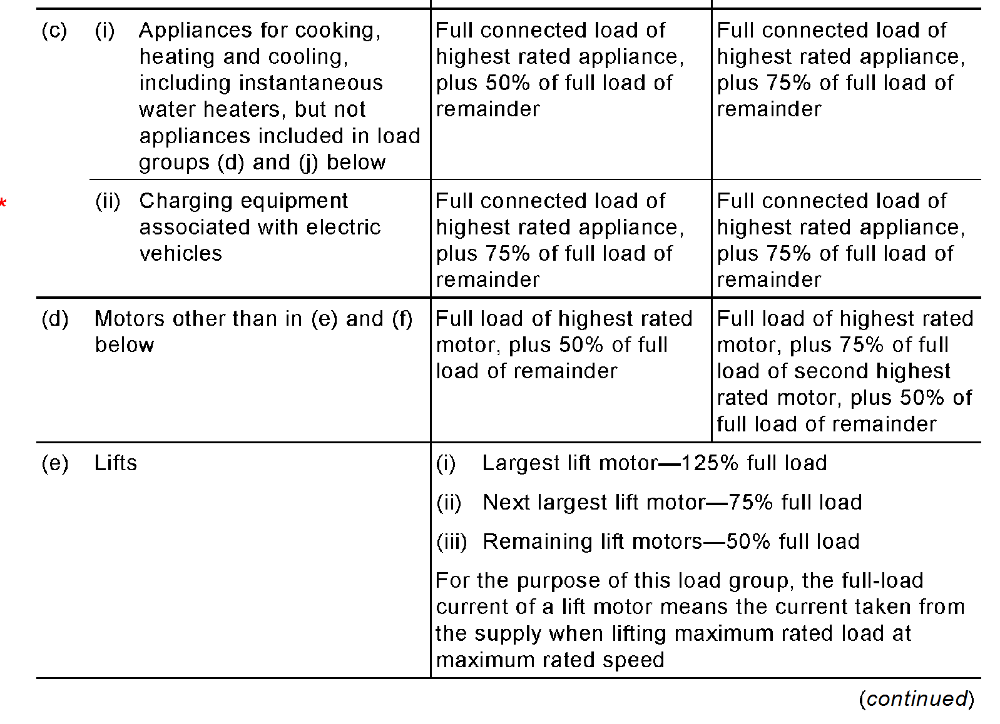 (c) (i) Appliances for cooking, heating and cooling, including instantaneous water heaters, but not appliances included in load groups (d) and (j) below
Full connected load of highest rated appliance, plus 50% of full load of remainder
Full connected load of highest rated appliance, plus 75% of full load of remainder
*
(ii) Charging equipment associated with electric vehicles
Full connected load of highest rated appliance, plus 75% of full load of remainder
Full connected load of highest rated appliance, plus 75% of full load of remainder
(d) Motors other than in (e) and (f) below
Full load of highest rated motor, plus 50% of full load of remainder
Full load of highest rated motor, plus 75% of full load of second highest rated motor, plus 50% of full load of remainder
(e) Lifts
(i) Largest lift motor—125% full load
(ii) Next largest lift motor—75% full load
(iii) Remaining lift motors—50% full load
For the purpose of this load group, the full-load
current of a lift motor means the current taken from
the supply when lifting maximum rated load at
maximum rated speed
(continued)